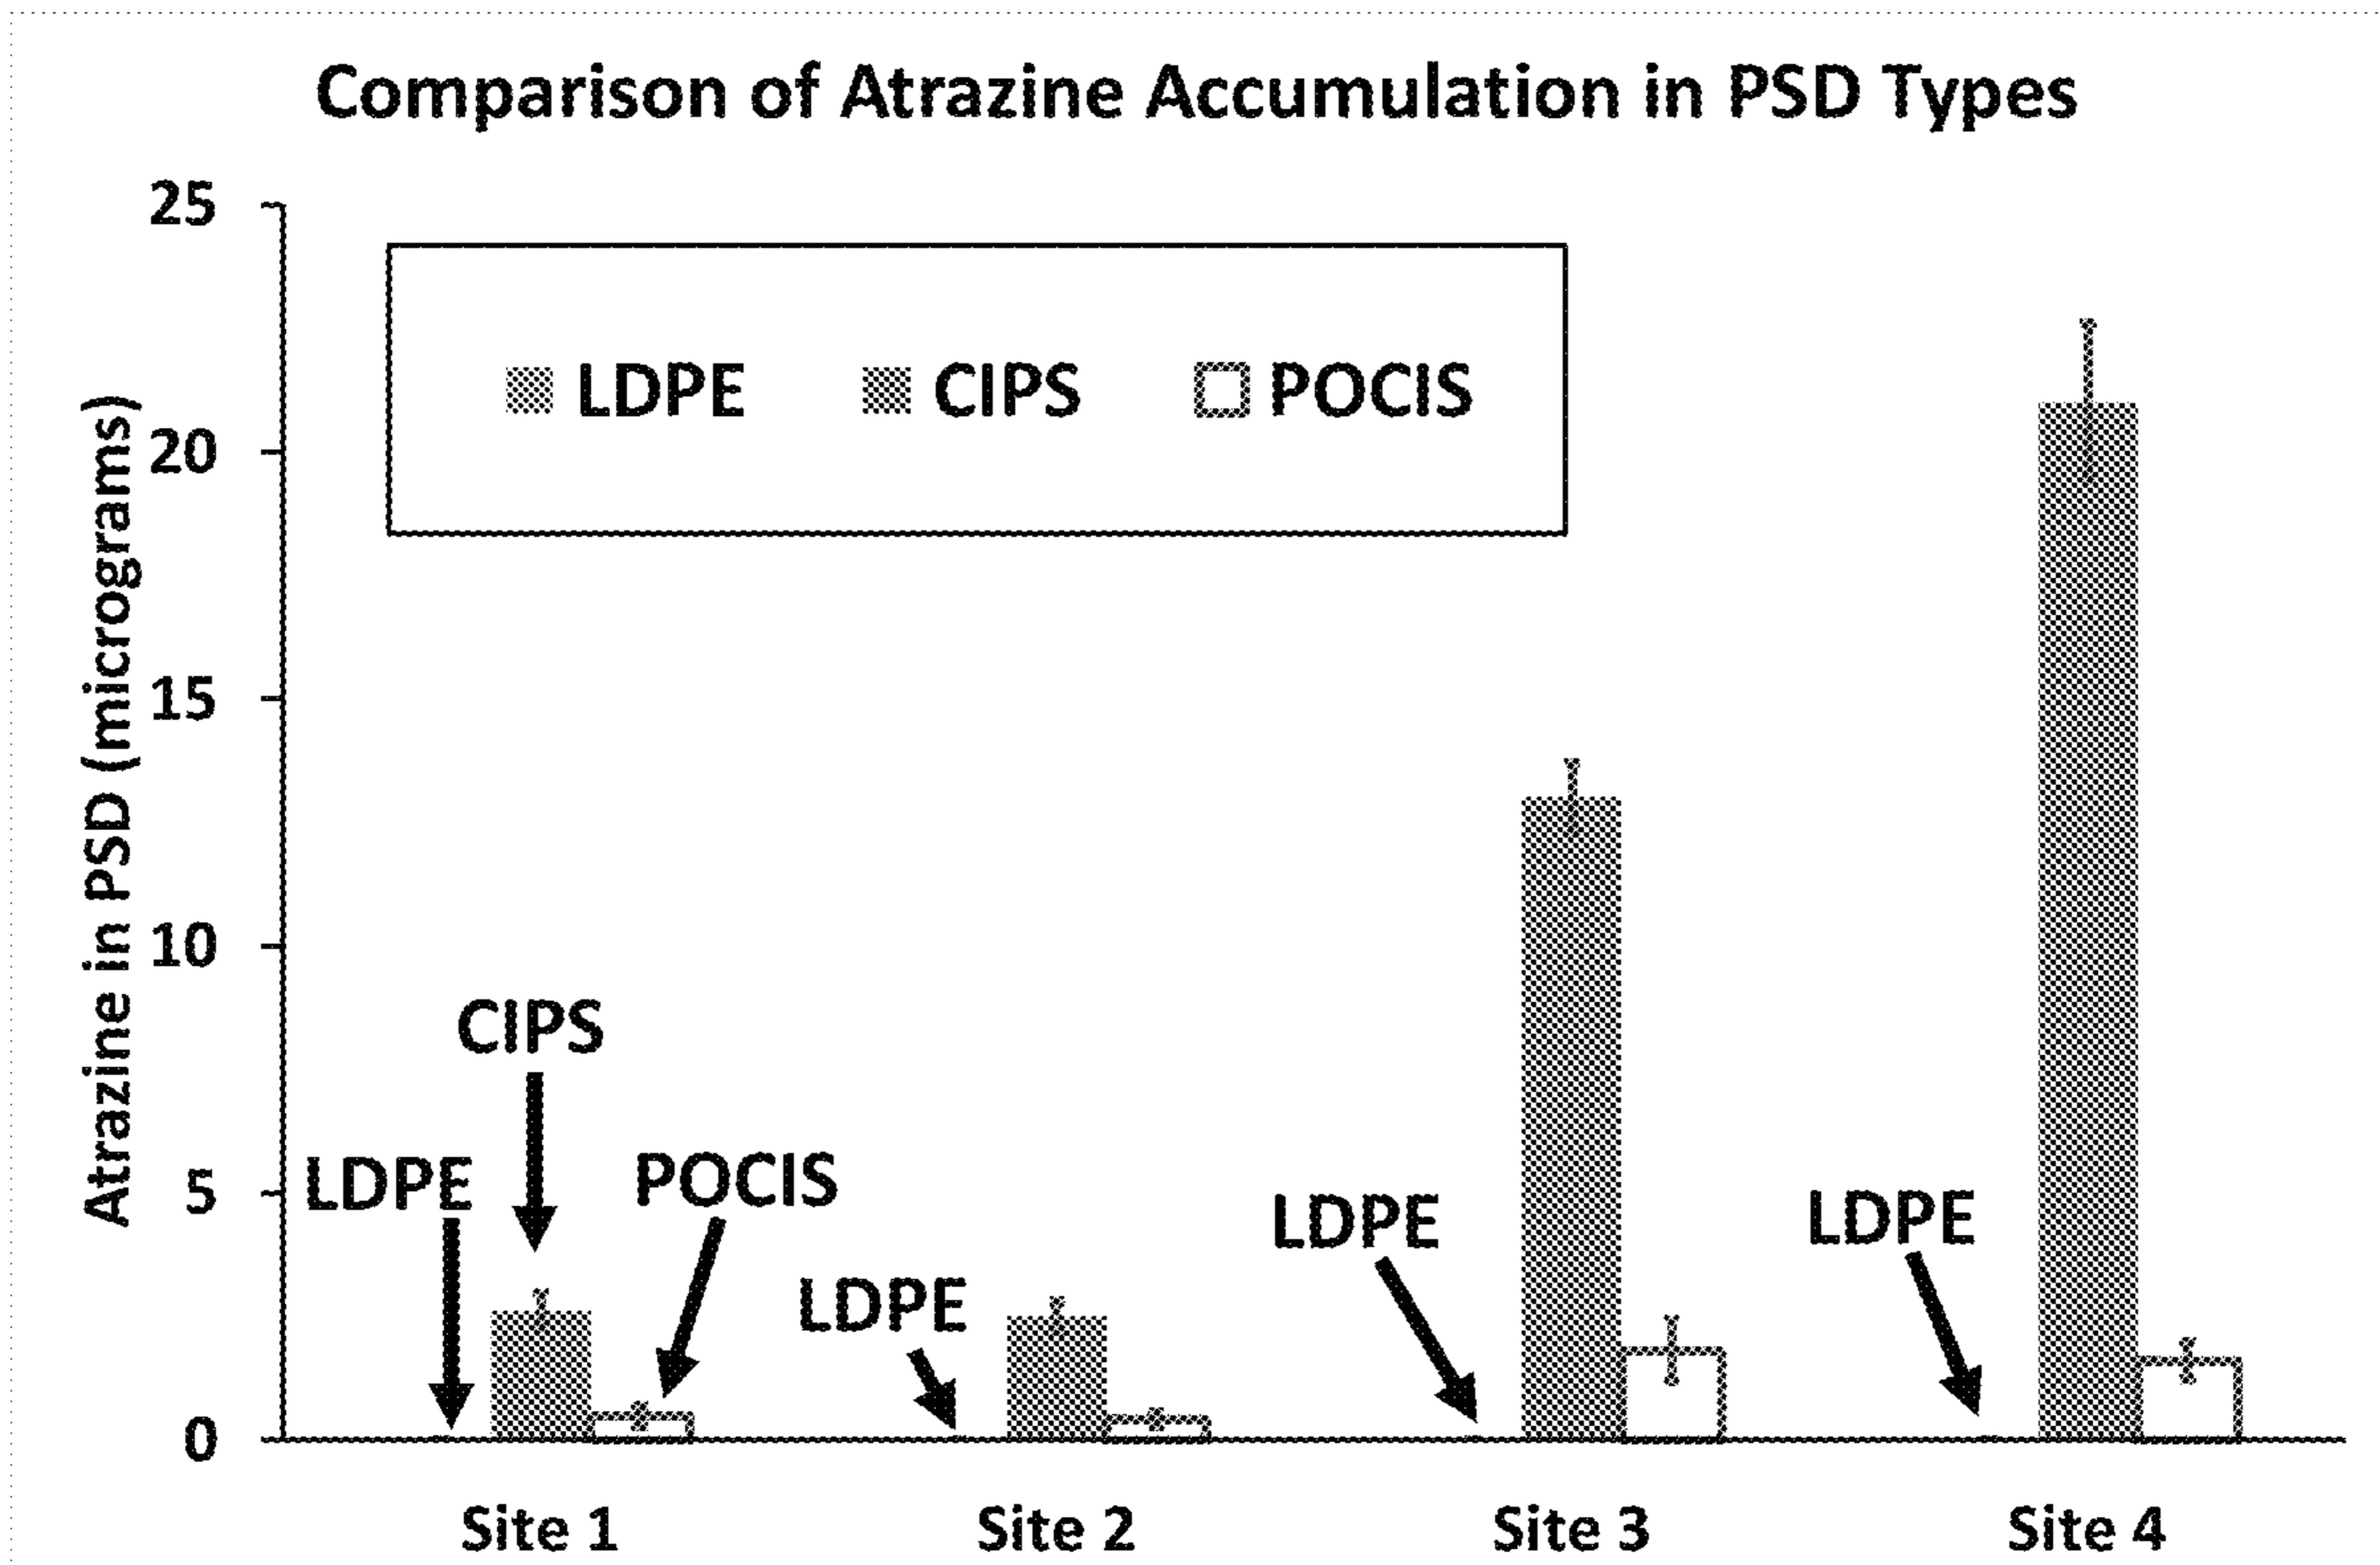 Comparison of Atrazine Accumulation in PSD Types
Atrazine in PSD (micrograms)
25
20
15
10
5
0
LDPE CIPS POCIS
CIPS
LDPE
POCIS
LDPE
LDPE
LDPE
Site 1 Site 2 Site 3 Site 4